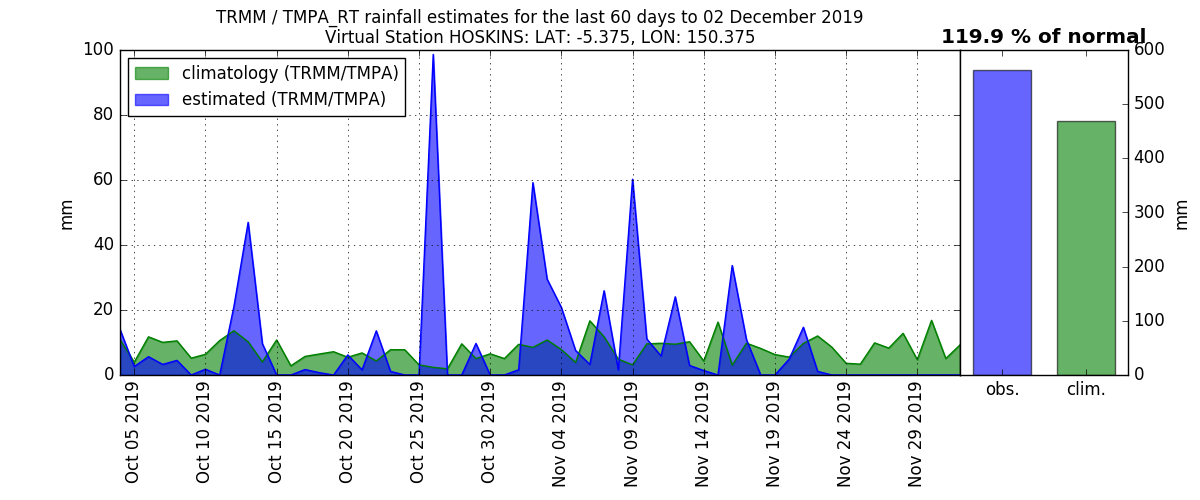 TRMM / TMPA_RT rainfall estimates for the last 60 days to 02 December 2019
Virtual Station HOSKINS: LAT: -5.375, LON: 150.375
119.9 % of normal
climatology (TRMM/TMPA)
estimated (TRMM/TMPA)
100
80
60
40
20
0
mm
Oct 05 2019
Oct 10 2019
Oct 15 2019
Oct 20 2019
Oct 25 2019
Oct 30 2019
Nov 04 2019
Nov 09 2019
Nov 14 2019
Nov 19 2019
Nov 24 2019
Nov 29 2019
600
500
400
300
200
100
0
mm
obs.
clim.